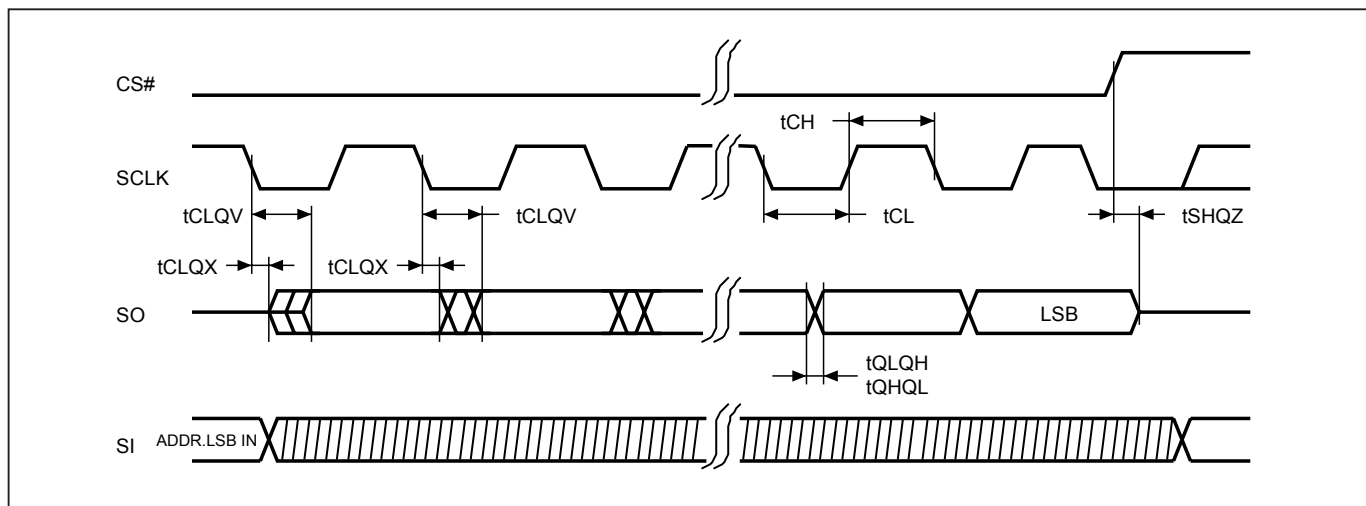 CS#
tCH
SCLK
tCLQV
tCLQV
tCL
tSHQZ
tCLQX
tCLQX
SO
LSB
tQLQH
tQHQL
SI
ADDR.LSB IN